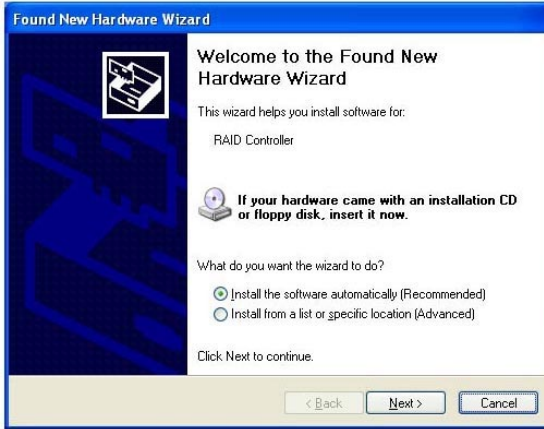 Found New Hardware Wizard
Welcome to the Found New
Hardware Wizard
This wizard helps you install software for:
RAID Controller
If your hardware came with an installation CD
or floppy disk, insert it now.
What do you want the wizard to do?
Install the software automatically (Recommended)
Install from a list or specific location (Advanced)
Click Next to continue.
< Back Next > Cancel